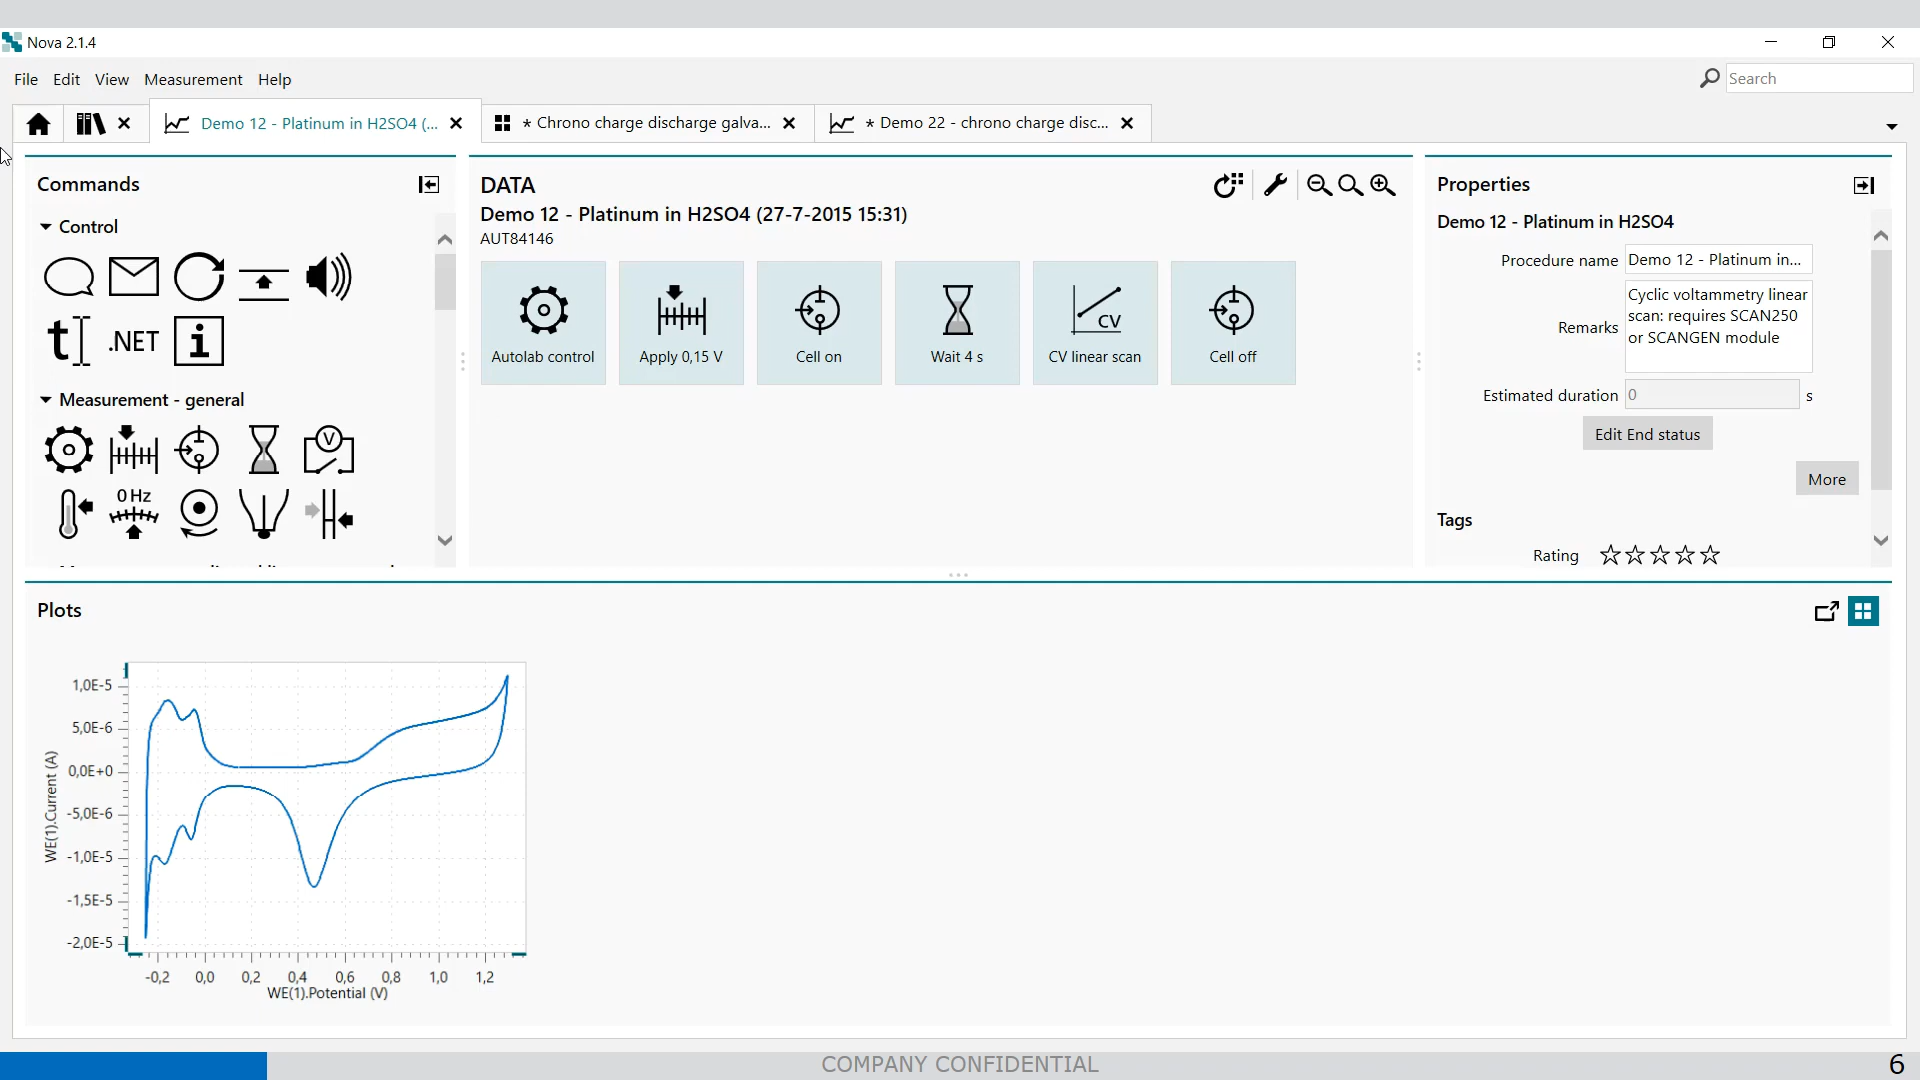 Nova 2.1.4
File Edit View Measurement Help
Search
Demo 12 - Platinum in H2SO4 (...
* Chrono charge discharge galva...
* Demo 22 - chrono charge disc...
Commands
Control
t
.NET
i
Measurement - general
V
0 Hz
DATA
Demo 12 - Platinum in H2SO4 (27-7-2015 15:31)
AUT84146
Autolab control
Apply 0,15 V
Cell on
Wait 4 s
CV
CV linear scan
Cell off
Properties
Demo 12 - Platinum in H2SO4
Procedure name Demo 12 - Platinum in...
Remarks
Cyclic voltammetry linear
scan: requires SCAN250
or SCANGEN module
Estimated duration 0 s
Edit End status
More
Tags
Rating
Plots
1,0E-5
5,0E-6
0,0E+0
-5,0E-6
-1,0E-5
-1,5E-5
-2,0E-5
WE(1).Current (A)
-0,2 0,0 0,2 0,4 0,6 0,8 1,0 1,2
WE(1).Potential (V)
COMPANY CONFIDENTIAL
6